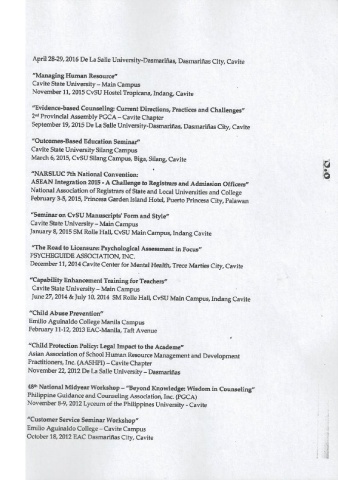 April 28-29, 2016 De La Salle University-Dasmariñas, Dasmariñas City, Cavite
"Managing Human Resource"
Cavite State University – Main Campus
November 11, 2015 CvSU Hostel Tropicana, Indang, Cavite
"Evidence-based Counseling: Current Directions, Practices and Challenges"
2nd Provincial Assembly PGCA – Cavite Chapter
September 19, 2015 De La Salle University-Dasmariñas, Dasmariñas City, Cavite
"Outcomes-Based Education Seminar"
Cavite State University Silang Campus
March 6, 2015, CvSU Silang Campus, Biga, Silang, Cavite
"NARSLUC 7th National Convention:
ASEAN Integration 2015 - A Challenge to Registrars and Admission Officers"
National Association of Registrars of State and Local Universities and College
February 3-5, 2015, Princess Garden Island Hotel, Puerto Princesa City, Palawan
"Seminar on CvSU Manuscripts' Form and Style"
Cavite State University – Main Campus
January 8, 2015 SM Rolle Hall, CvSU Main Campus, Indang Cavite
"The Road to Licensure: Psychological Assessment in Focus"
PSYCHEGUIDE ASSOCIATION, INC.
December 11, 2014 Cavite Center for Mental Health, Trece Martires City, Cavite
"Capability Enhancement Training for Teachers"
Cavite State University – Main Campus
June 27, 2014 & July 10, 2014 SM Rolle Hall, CvSU Main Campus, Indang Cavite
"Child Abuse Prevention"
Emilio Aguinaldo College Manila Campus
February 11-12, 2013 EAC-Manila, Taft Avenue
"Child Protection Policy: Legal Impact to the Academe"
Asian Association of School Human Resource Management and Development
Practitioners, Inc. (AASHPI) – Cavite Chapter
November 22, 2012 De La Salle University – Dasmariñas
48th National Midyear Workshop – "Beyond Knowledge: Wisdom in Counseling"
Philippine Guidance and Counseling Association, Inc. (PGCA)
November 8-9, 2012 Lyceum of the Philippines University - Cavite
"Customer Service Seminar Workshop"
Emilio Aguinaldo College – Cavite Campus
October 18, 2012 EAC Dasmariñas City, Cavite